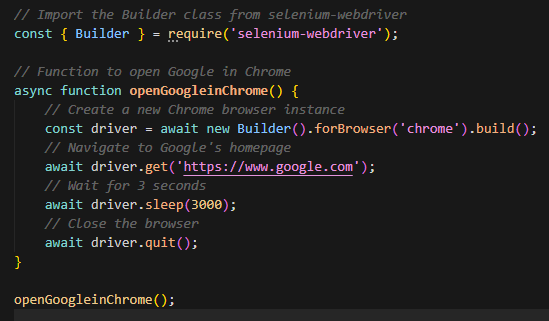 // Import the Builder class from selenium-webdriver
const { Builder } = require('selenium-webdriver');

// Function to open Google in Chrome
async function openGoogleinChrome() {
    // Create a new Chrome browser instance
    const driver = await new Builder().forBrowser('chrome').build();
    // Navigate to Google's homepage
    await driver.get('https://www.google.com');
    // Wait for 3 seconds
    await driver.sleep(3000);
    // Close the browser
    await driver.quit();
}

openGoogleinChrome();